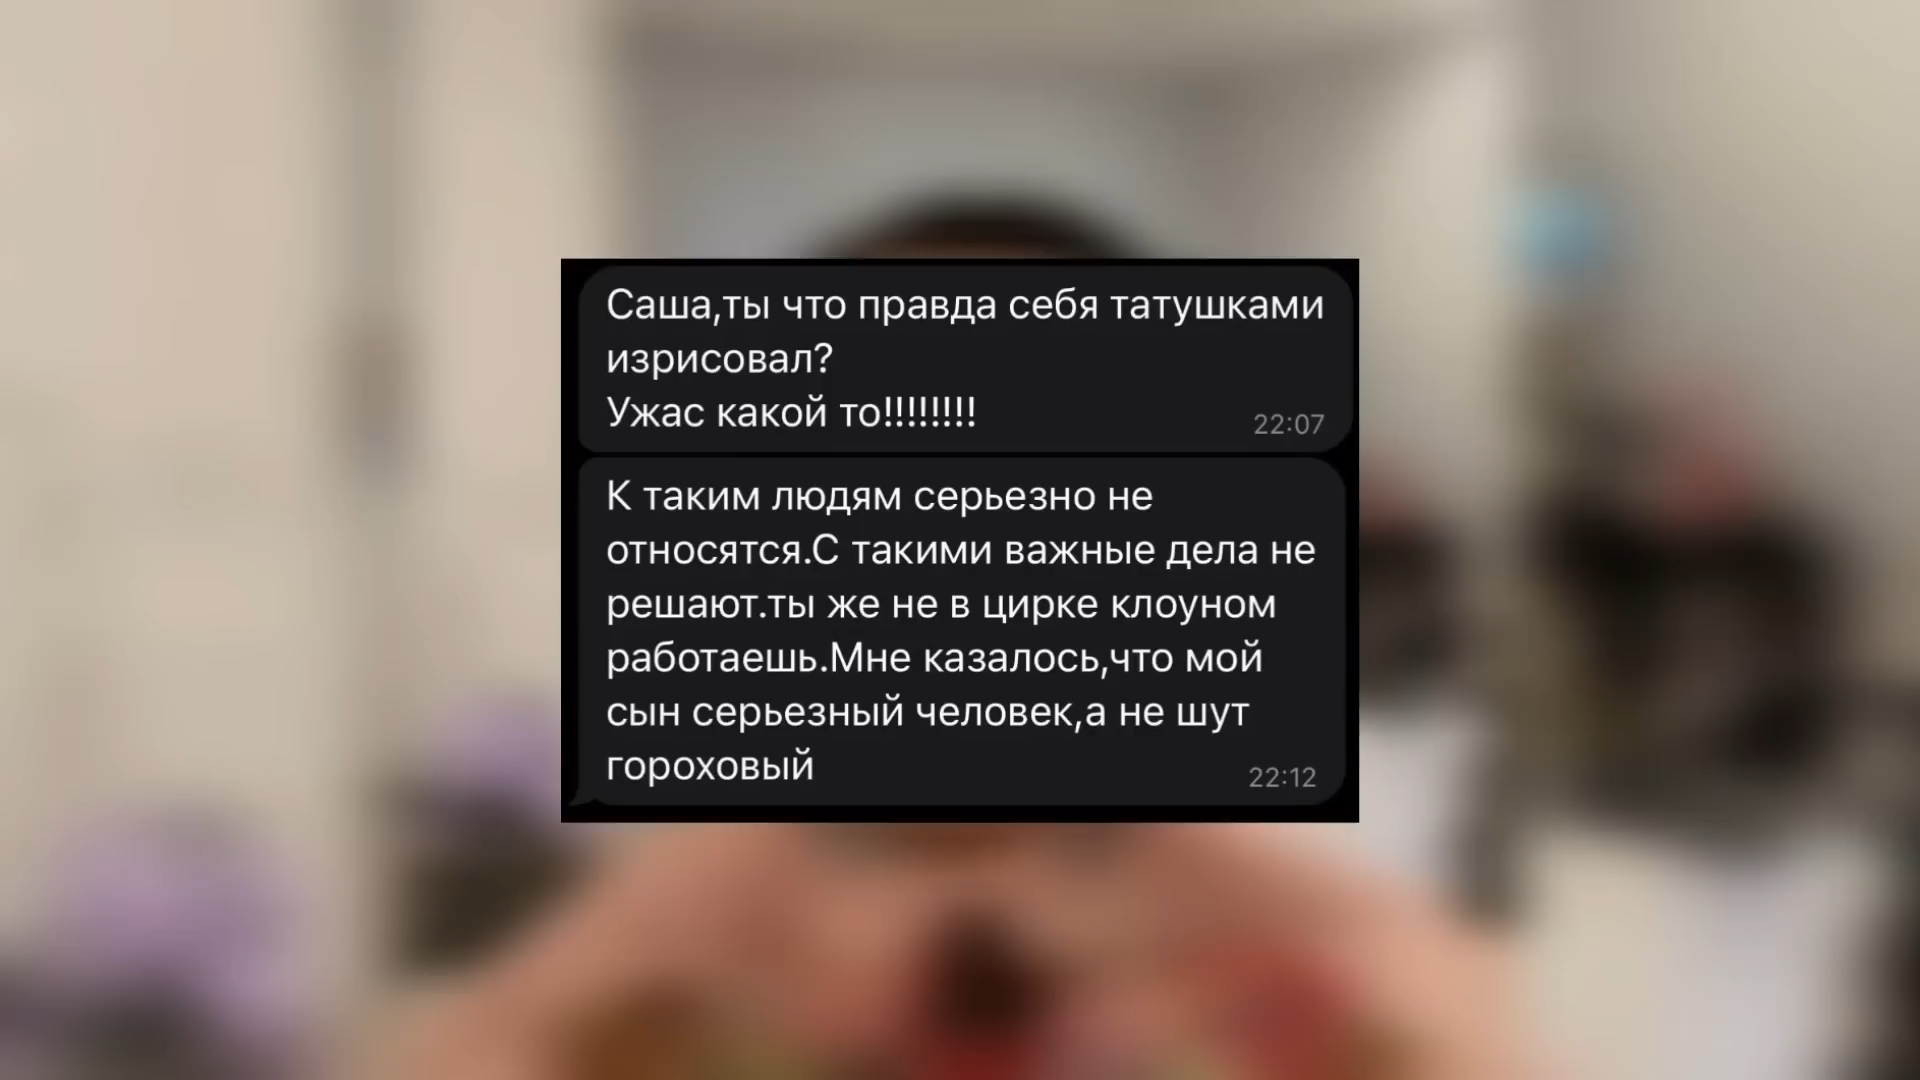 Саша,ты что правда себя татушками
изрисовал?
Ужас какой то!!!!!!!!
22:07
К таким людям серьезно не
относятся.С такими важные дела не
решают.ты же не в цирке клоуном
работаешь.Мне казалось,что мой
сын серьезный человек,а не шут
гороховый
22:12